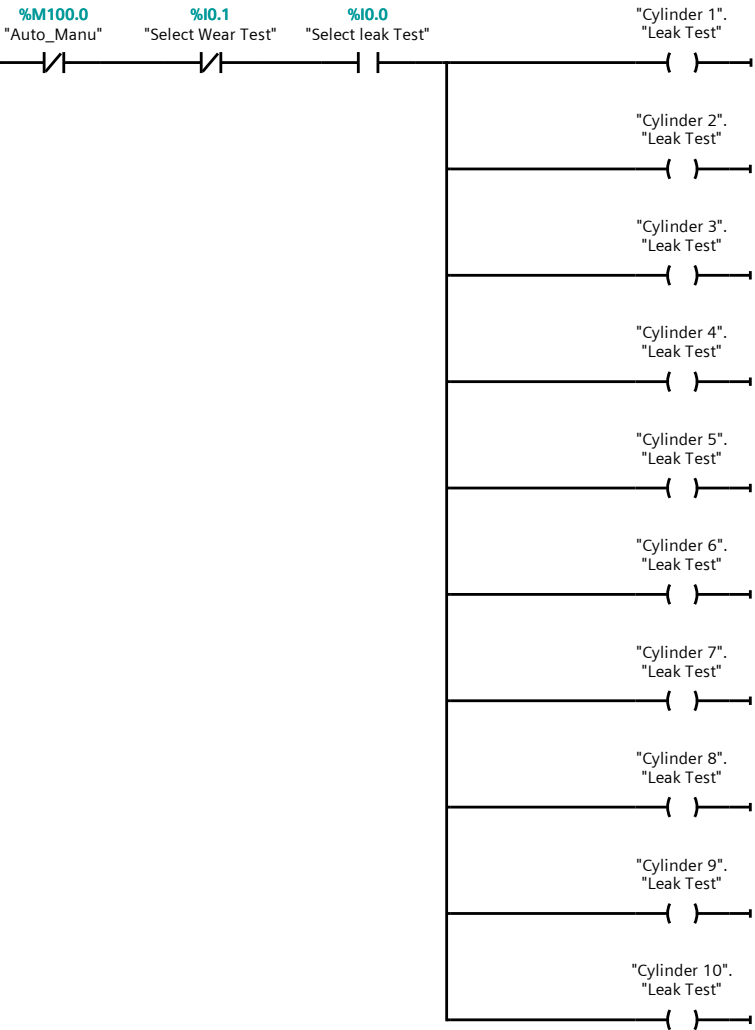 %M100.0
"Auto_Manu"
%I0.1
"Select Wear Test"
%I0.0
"Select leak Test"
"Cylinder 1".
"Leak Test"
"Cylinder 2".
"Leak Test"
"Cylinder 3".
"Leak Test"
"Cylinder 4".
"Leak Test"
"Cylinder 5".
"Leak Test"
"Cylinder 6".
"Leak Test"
"Cylinder 7".
"Leak Test"
"Cylinder 8".
"Leak Test"
"Cylinder 9".
"Leak Test"
"Cylinder 10".
"Leak Test"